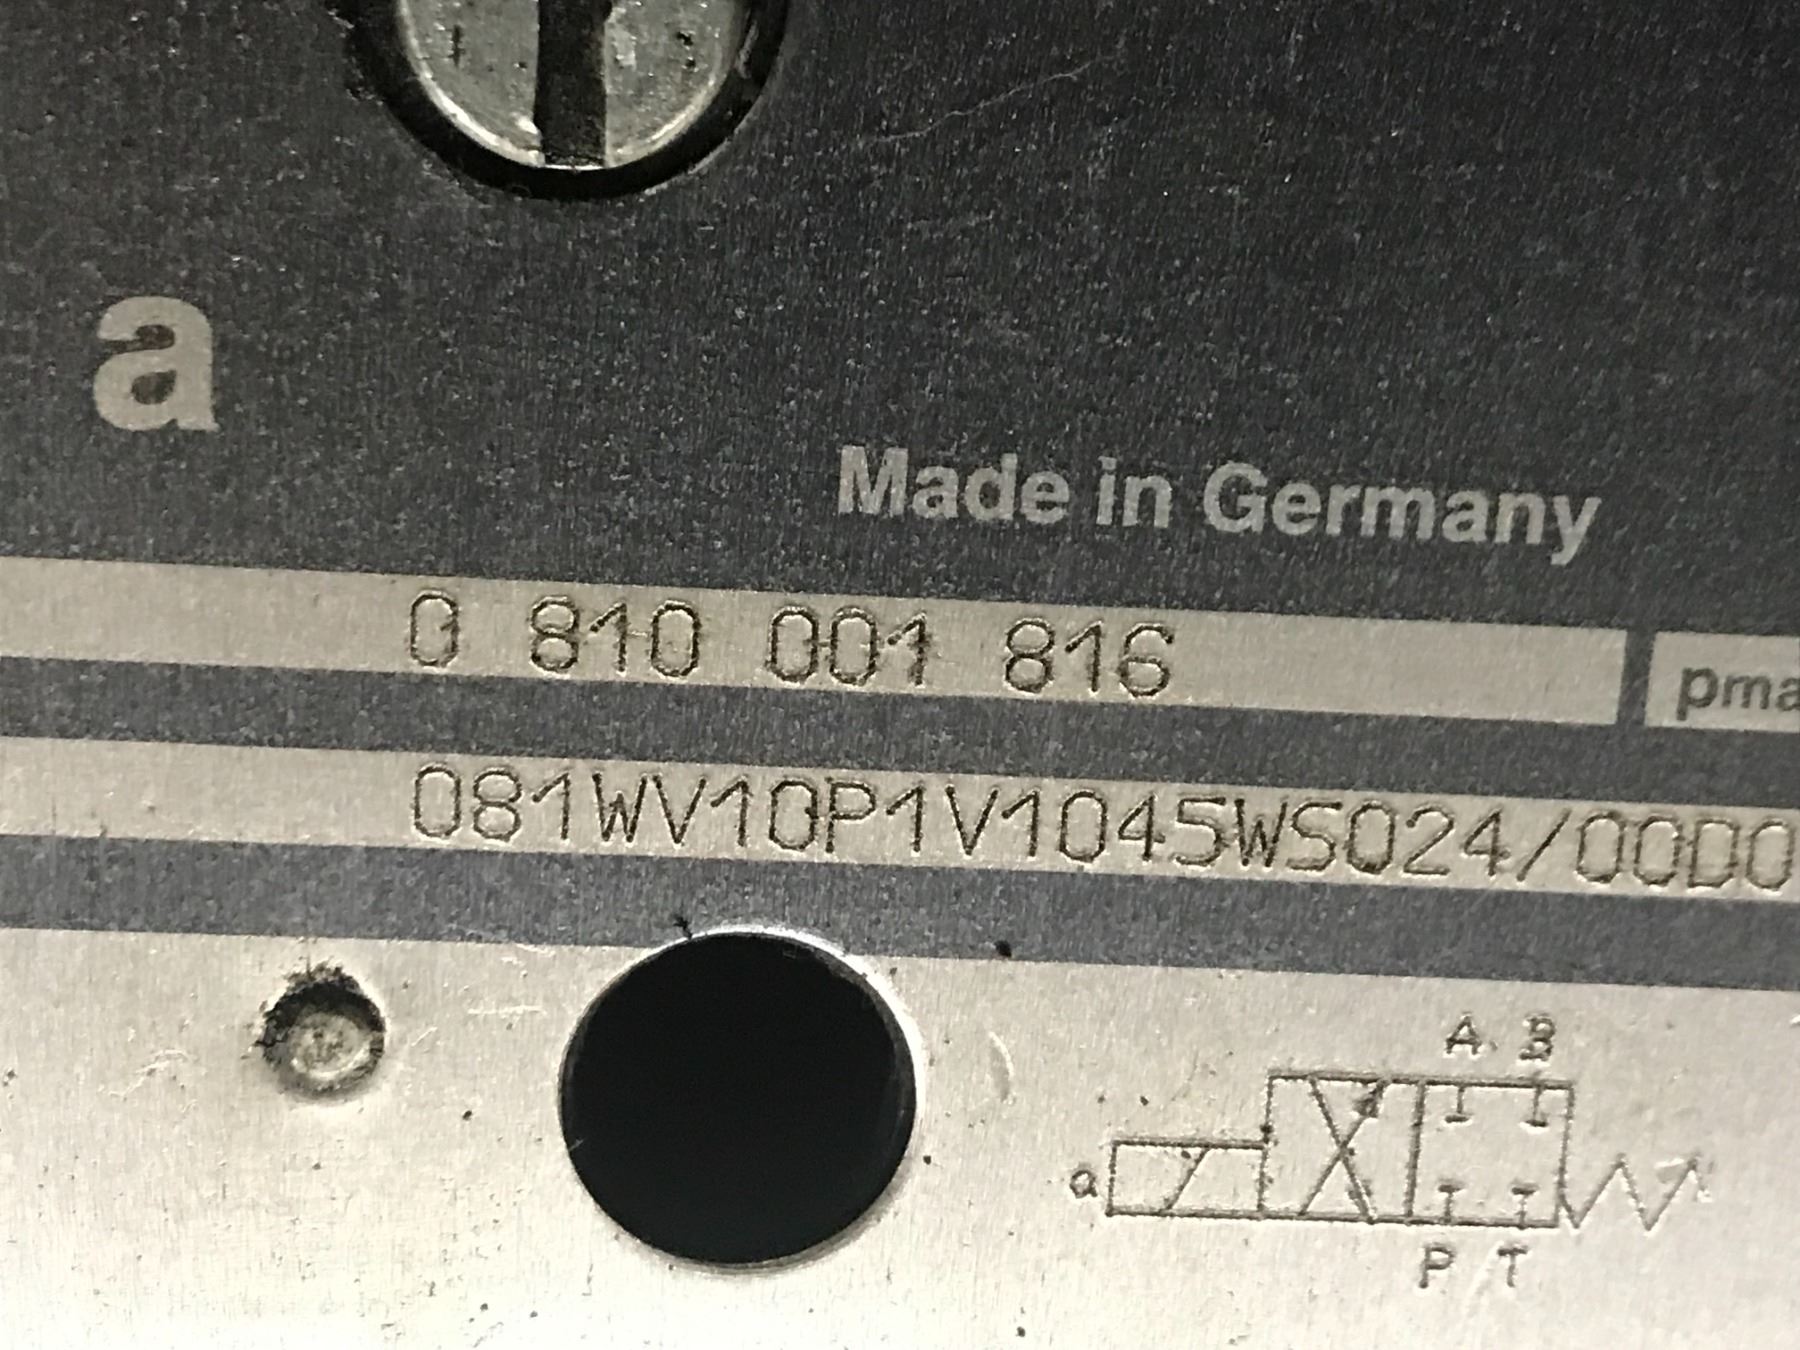 a
Made in Germany
0 810 001 816
pma
081WV10P1V1045WS024/00D0
A B
a
P T